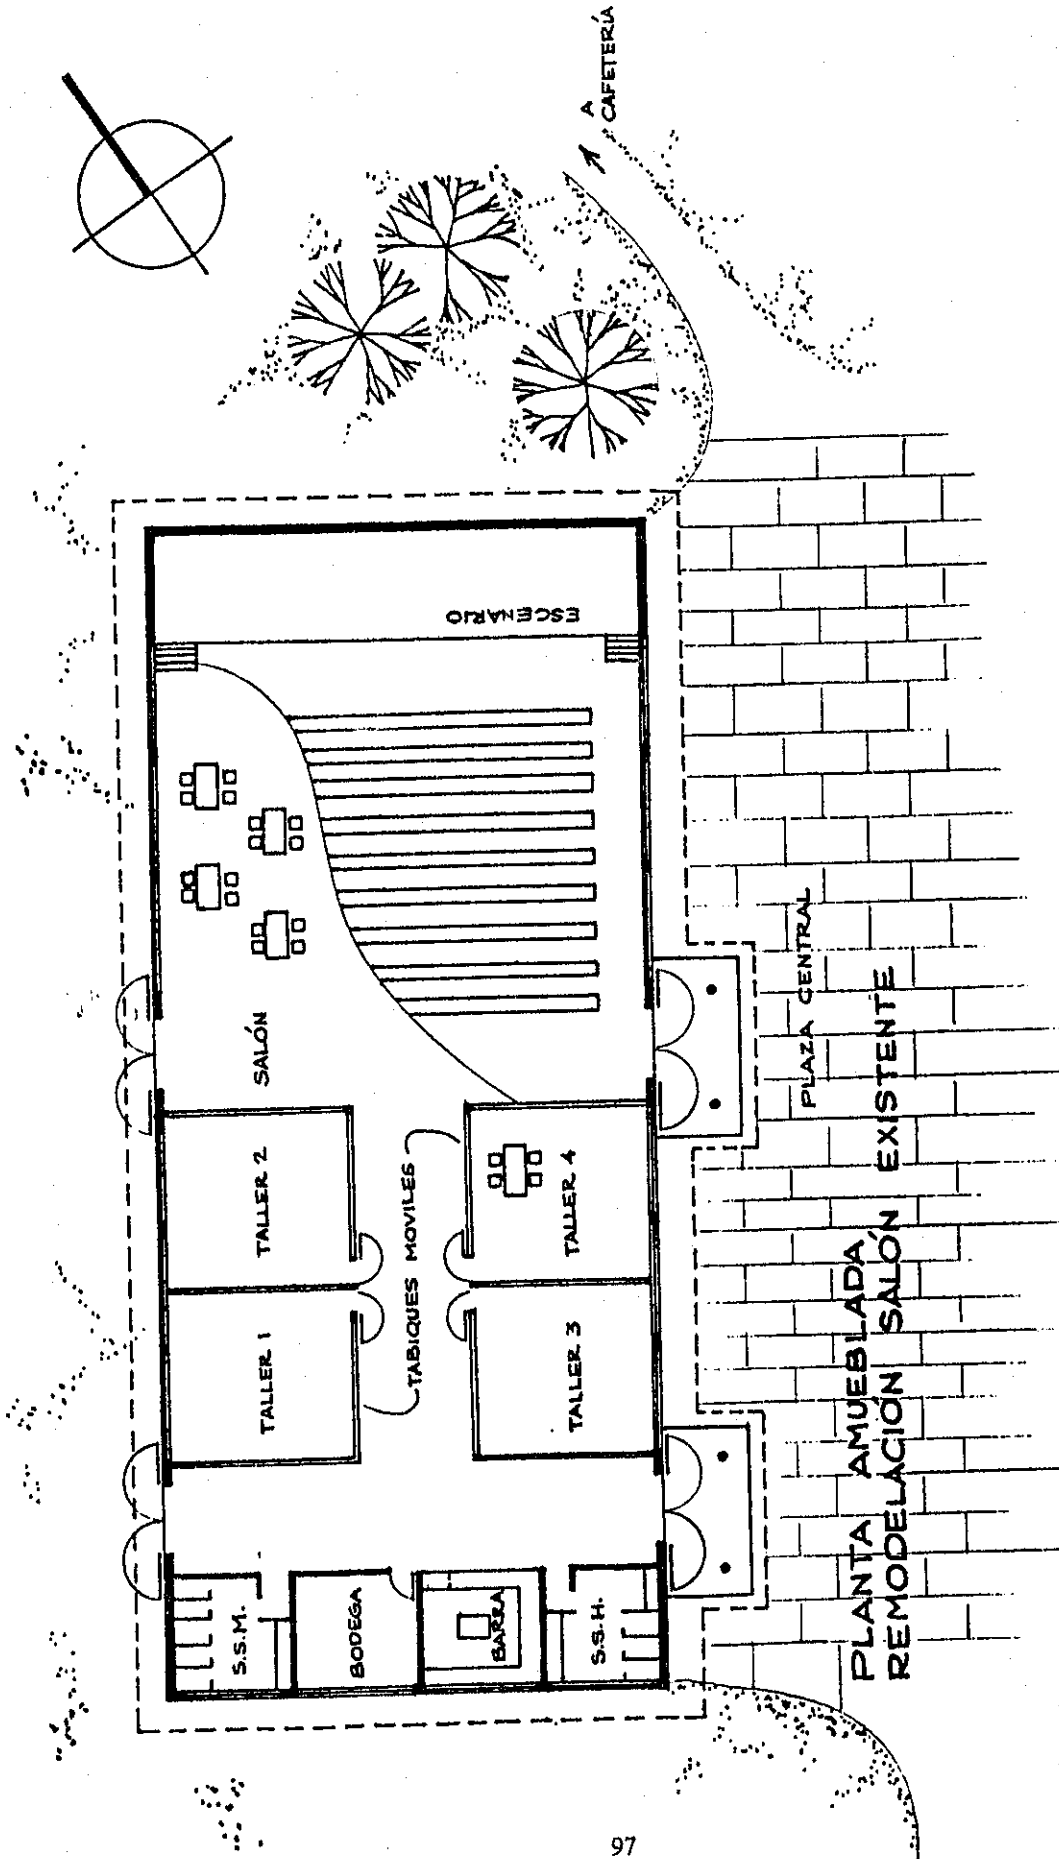 A
CAFETERÍA
ESCENARIO
SALÓN
TALLER 2
TALLER 4
TABIQUES MOVILES
TALLER 1
TALLER 3
S.S.M.
BODEGA
BARRA
S.S.H.
PLAZA CENTRAL
PLANTA AMUEBLADA
REMODELACIÓN SALÓN EXISTENTE
97